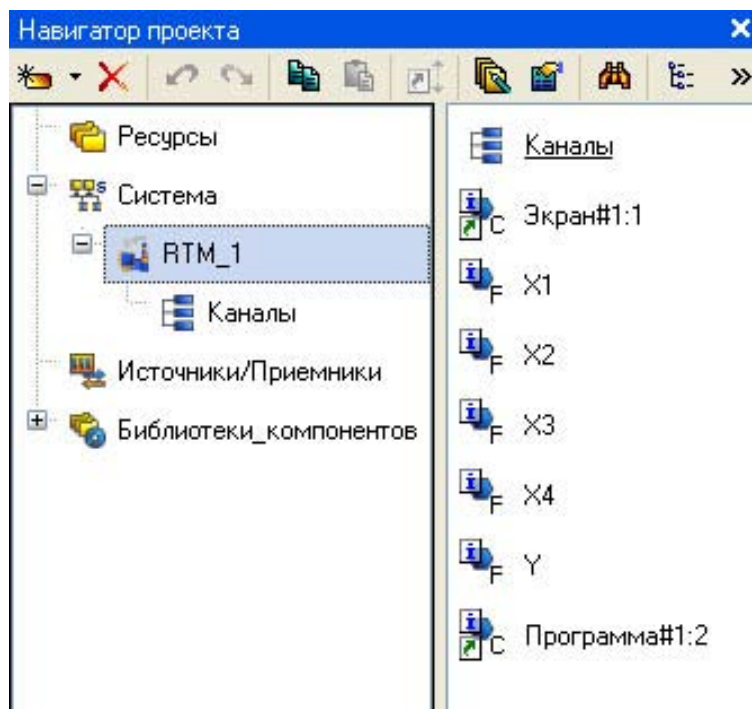 Навигатор проекта
Ресурсы
Система
RTM_1
Каналы
Источники/Приемники
Библиотеки_компонентов
Каналы
C Экран#1:1
F X1
F X2
F X3
F X4
F Y
C Программа#1:2